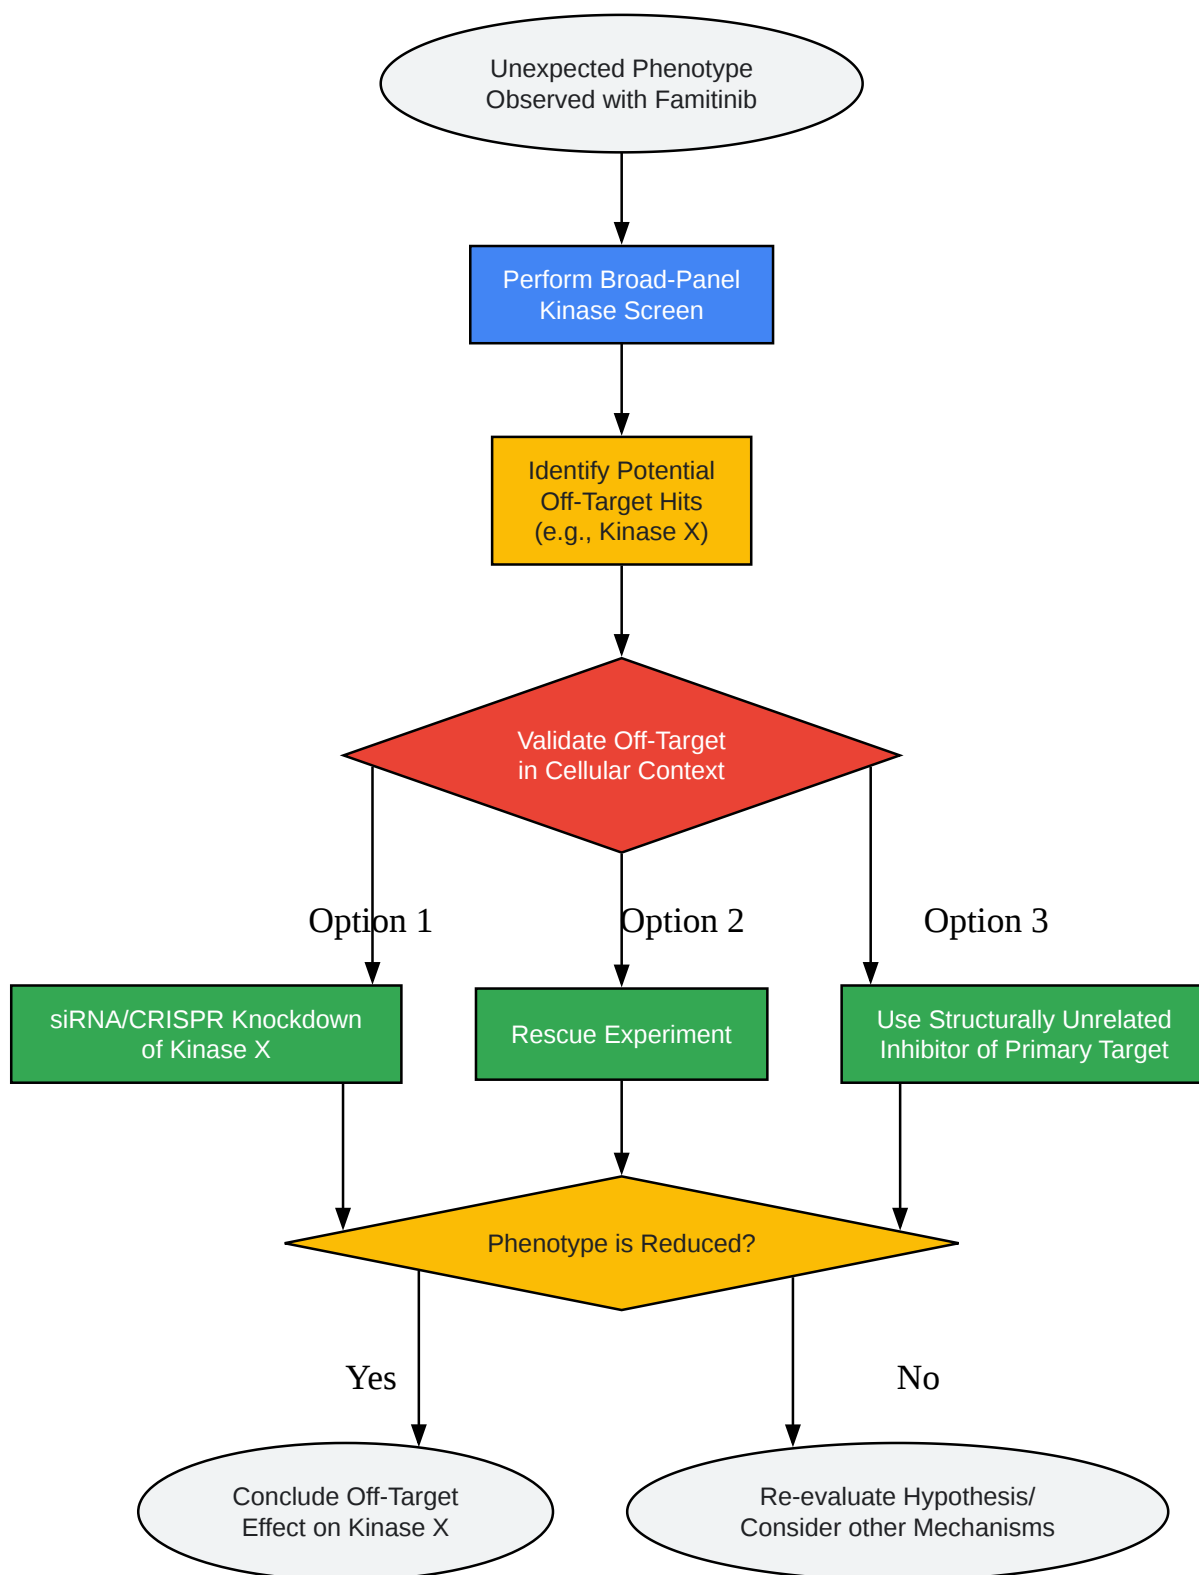 Unexpected Phenotype
Observed with Famitinib
Perform Broad-Panel
Kinase Screen
Identify Potential
Off-Target Hits
(e.g., Kinase X)
Validate Off-Target
in Cellular Context
Option 1
Option 2
Option 3
siRNA/CRISPR Knockdown
of Kinase X
Rescue Experiment
Use Structurally Unrelated
Inhibitor of Primary Target
Phenotype is Reduced?
Yes
No
Conclude Off-Target
Effect on Kinase X
Re-evaluate Hypothesis/
Consider other Mechanisms